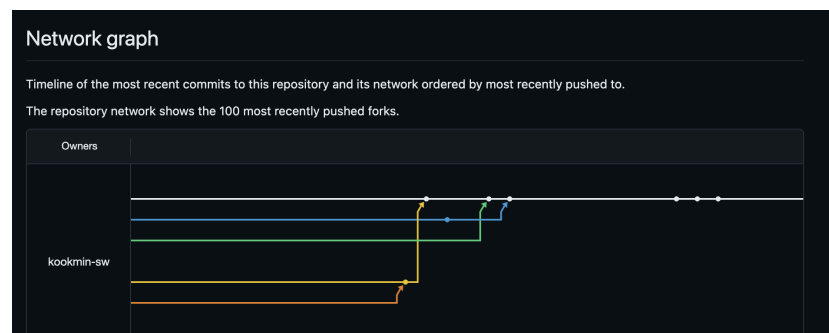 Network graph
Timeline of the most recent commits to this repository and its network ordered by most recently pushed to.
The repository network shows the 100 most recently pushed forks.
Owners
kookmin-sw